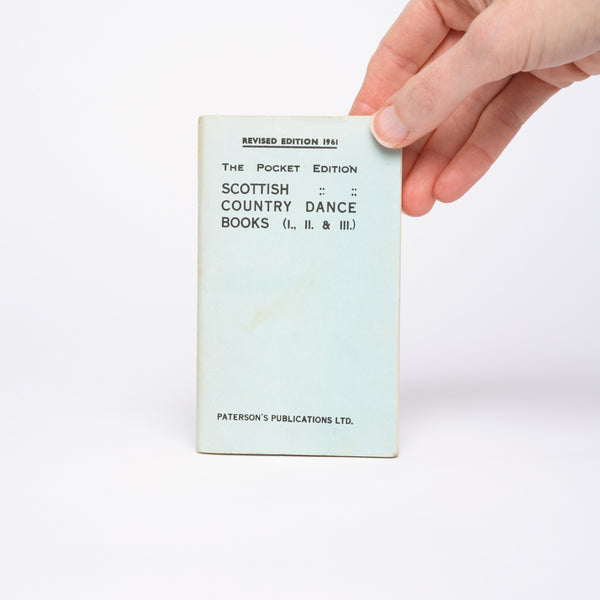 REVISED EDITION 1961
THE POCKET EDITION
SCOTTISH :: ::
COUNTRY DANCE
BOOKS (I., II. & III.)
PATERSON'S PUBLICATIONS LTD.